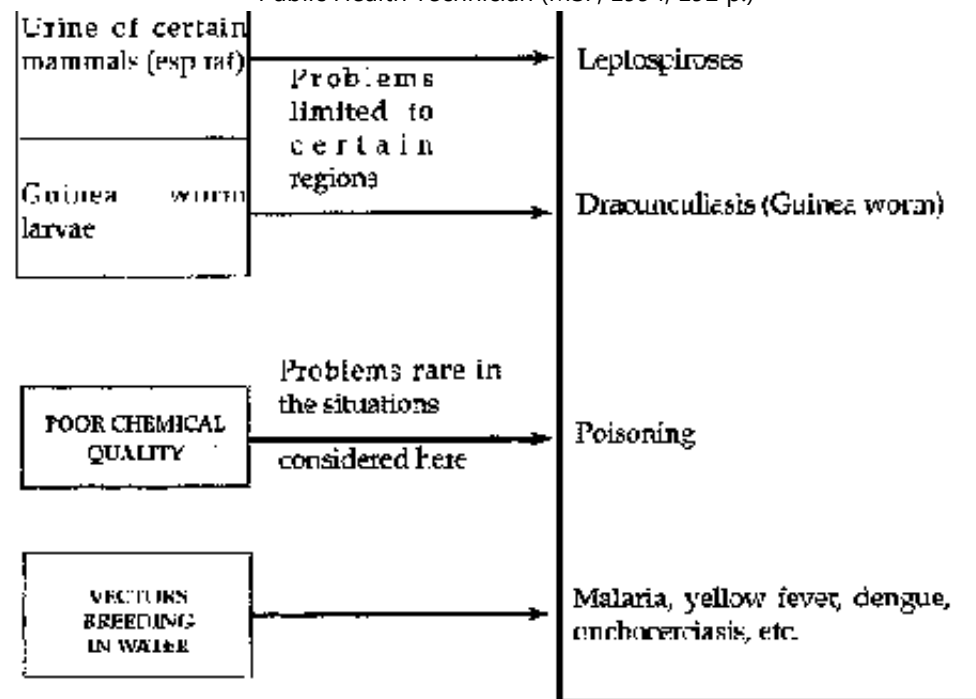 Public Health Technician (MSF, 1994, 192 p.)
Urine of certain
mammals (esp rat)
Leptospiroses
Problems
limited to
certain
regions
Guinea worm
larvae
Dracunculiasis (Guinea worm)
Problems rare in
the situations
considered here
POOR CHEMICAL
QUALITY
Poisoning
VECTORS
BREEDING
IN WATER
Malaria, yellow fever, dengue,
onchocerciasis, etc.